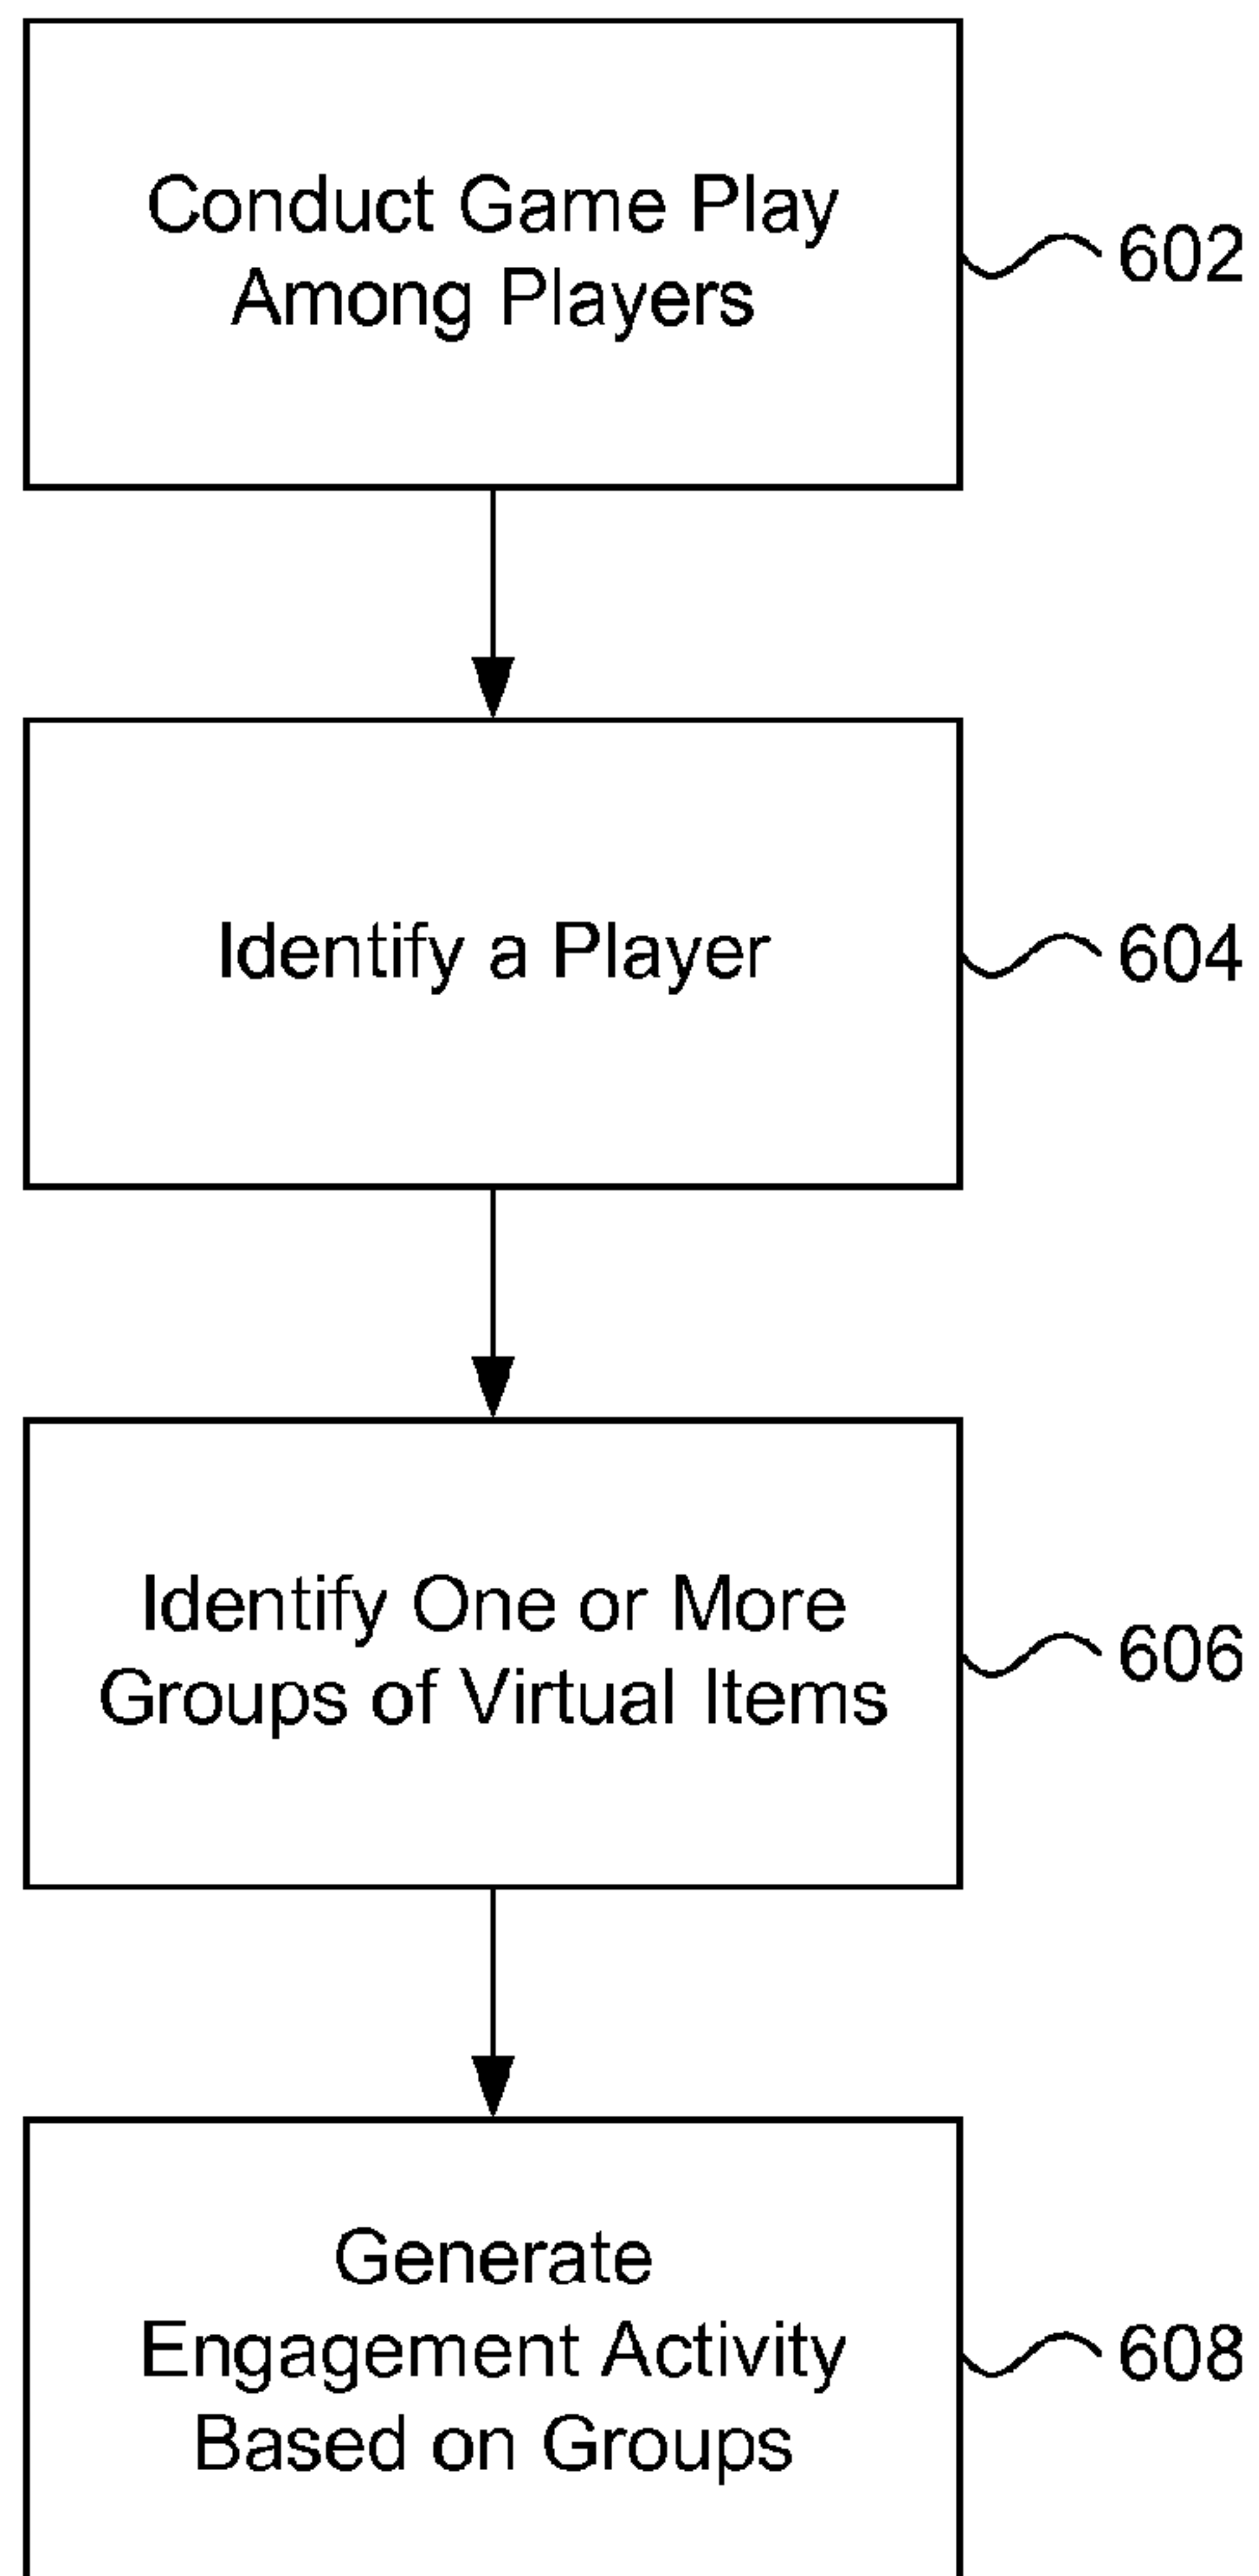 Conduct Game Play
Among Players
602
Identify a Player
604
Identify One or More
Groups of Virtual Items
606
Generate
Engagement Activity
Based on Groups
608